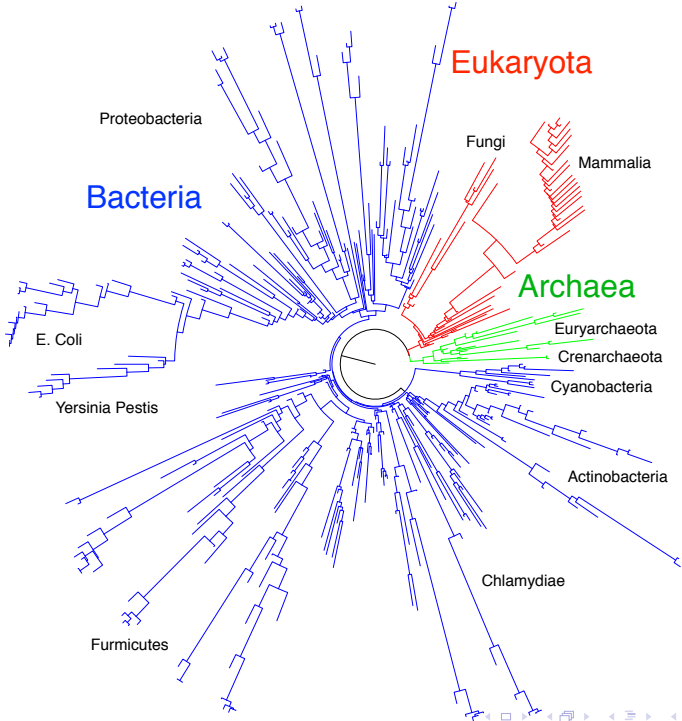 Eukaryota
Proteobacteria
Fungi
Mammalia
Bacteria
Archaea
Euryarchaeota
E. Coli
Crenarchaeota
Cyanobacteria
Yersinia Pestis
Actinobacteria
Chlamydiae
Furmicutes